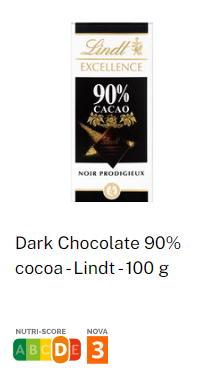 Lindt
EXCELLENCE
90%
CACAO
NOIR PRODIGIEUX
Dark Chocolate 90%
cocoa - Lindt - 100 g
NUTRI-SCORE
NOVA
A B C D E
3